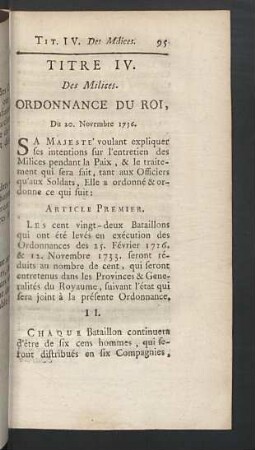 TIT. IV. Des Milices. 95
TITRE IV.
Des Milices.
ORDONNANCE DU ROI,
Du 20. Novembre 1736.
SA MAJESTE' voulant expliquer
ses intentions sur l'entretien des
Milices pendant la Paix, & le traite-
ment qui sera fait, tant aux Officiers
qu'aux Soldats, Elle a ordonné & or-
donne ce qui suit:
ARTICLE PREMIER.
LES cent vingt-deux Bataillons
qui ont été levés en exécution des
Ordonnances des 25. Février 1726.
& 12. Novembre 1733. seront ré-
duits au nombre de cent, qui seront
entretenus dans les Provinces & Gene-
ralités du Royaume, suivant l'état qui
sera joint à la présente Ordonnance,
II.
CHAQUE Bataillon continuera
d'être de six cens hommes, qui se-
ront distribués en six Compagnies,